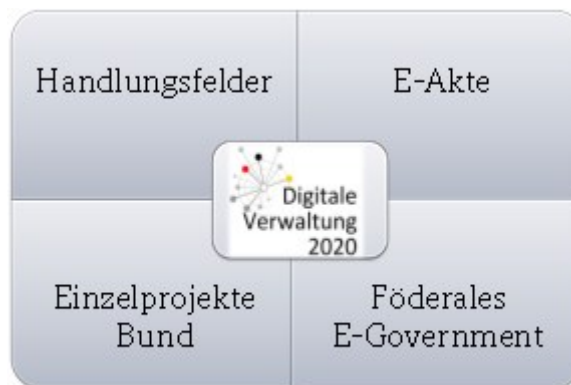 Handlungsfelder
E-Akte
Digitale
Verwaltung
2020
Einzelprojekte
Bund
Föderales
E-Government